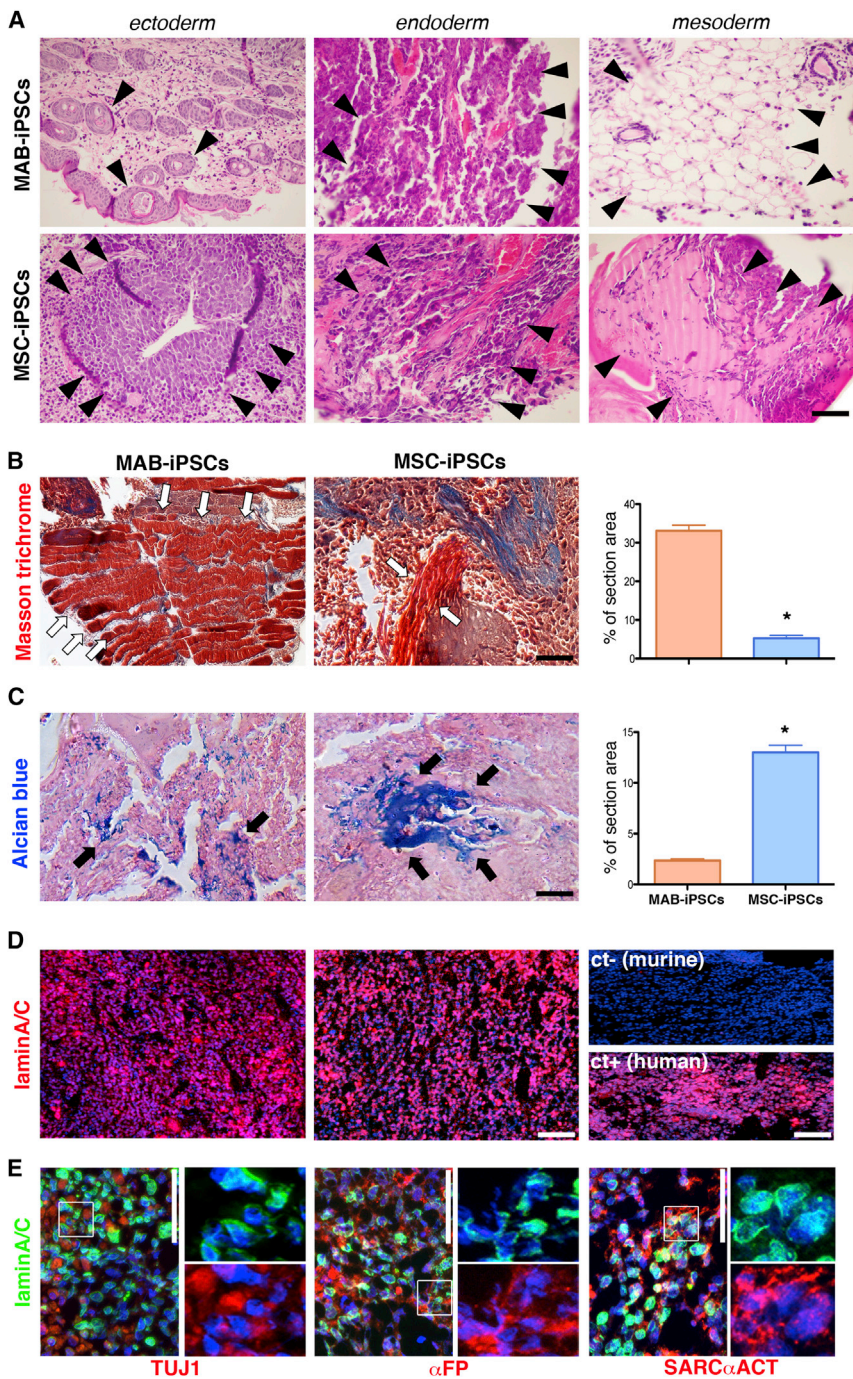 A
ectoderm
endoderm
mesoderm
MAB-iPSCs
MSC-iPSCs
B
MAB-iPSCs
MSC-iPSCs
Masson trichrome
% of section area
40
30
20
10
0
*
C
Alcian blue
% of section area
15
10
5
0
*
MAB-iPSCs
MSC-iPSCs
D
laminA/C
ct- (murine)
ct+ (human)
E
laminA/C
TUJ1
αFP
SARCαACT